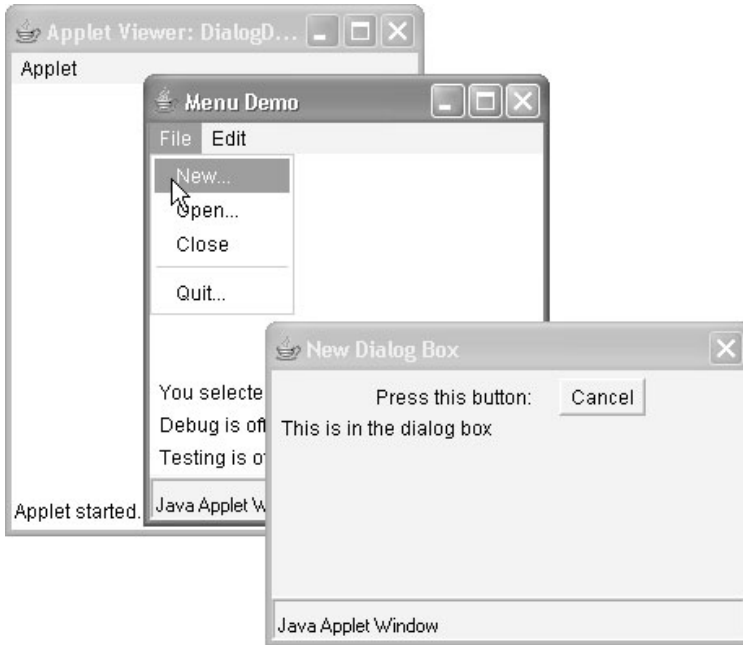 Applet Viewer: DialogD...
Applet
Menu Demo
File Edit
New...
Open...
Close
Quit...
You selecte
Debug is of
Testing is o
Java Applet W
Applet started.
New Dialog Box
Press this button: Cancel
This is in the dialog box
Java Applet Window